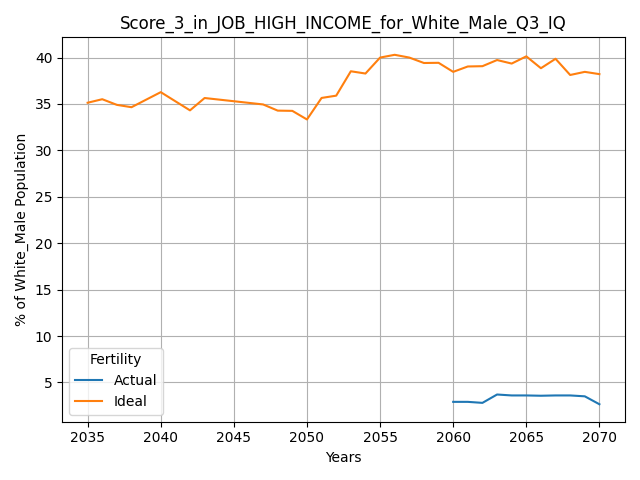 Score_3_in_JOB_HIGH_INCOME_for_White_Male_Q3_IQ
% of White_Male Population
40
35
30
25
20
15
10
5
Fertility
Actual
Ideal
2035 2040 2045 2050 2055 2060 2065 2070
Years